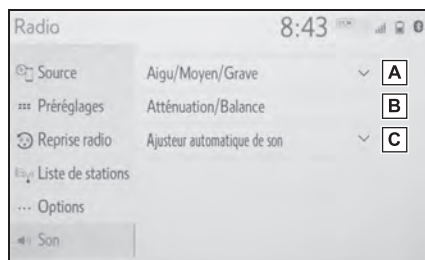 Radio 8:43
Source
Aigu/Moyen/Grave A
Préréglages
Atténuation/Balance B
Reprise radio
Ajusteur automatique de son C
Liste de stations
Options
Son